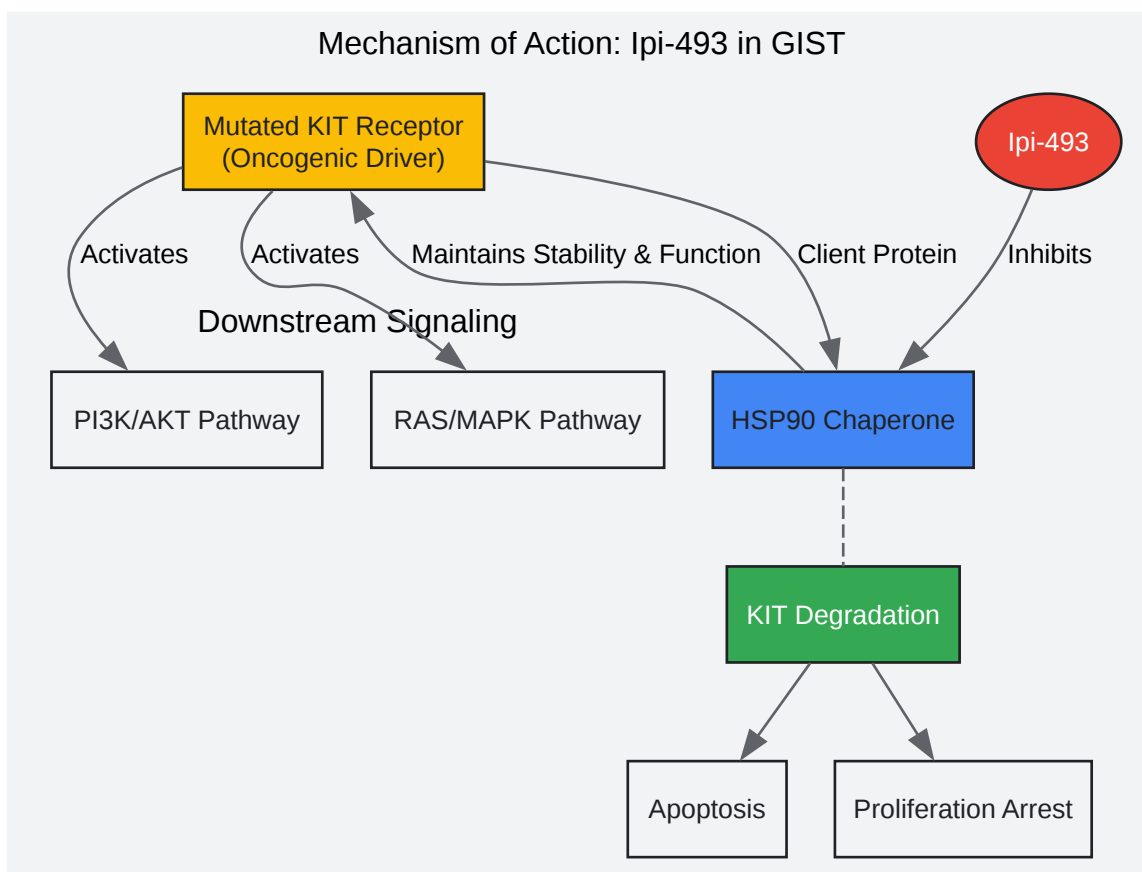 Mechanism of Action: Ipi-493 in GIST
Mutated KIT Receptor
(Oncogenic Driver)
Ipi-493
Activates
Activates
Maintains Stability & Function
Client Protein
Inhibits
Downstream Signaling
PI3K/AKT Pathway
RAS/MAPK Pathway
HSP90 Chaperone
KIT Degradation
Apoptosis
Proliferation Arrest